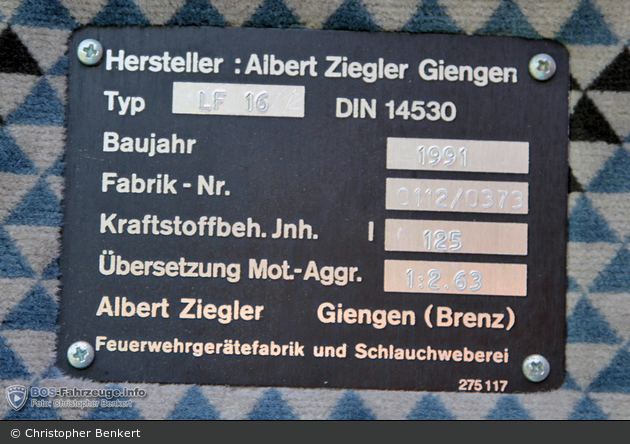 Hersteller : Albert Ziegler Giengen
Typ LF 16 DIN 14530
Baujahr 1991
Fabrik - Nr. 0112/0373
Kraftstoffbeh. Jnh. l 125
Übersetzung Mot.-Aggr. 1:2.63
Albert Ziegler Giengen (Brenz)
Feuerwehrgerätefabrik und Schlauchweberei
275117
BOS-Fahrzeuge.Info
Foto: Christopher Benkert
© Christopher Benkert